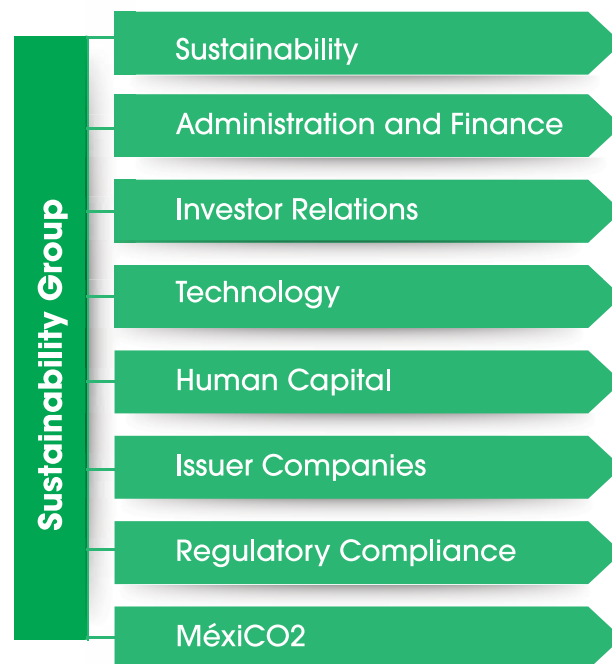 Sustainability Group
Sustainability
Administration and Finance
Investor Relations
Technology
Human Capital
Issuer Companies
Regulatory Compliance
MéxiCO2